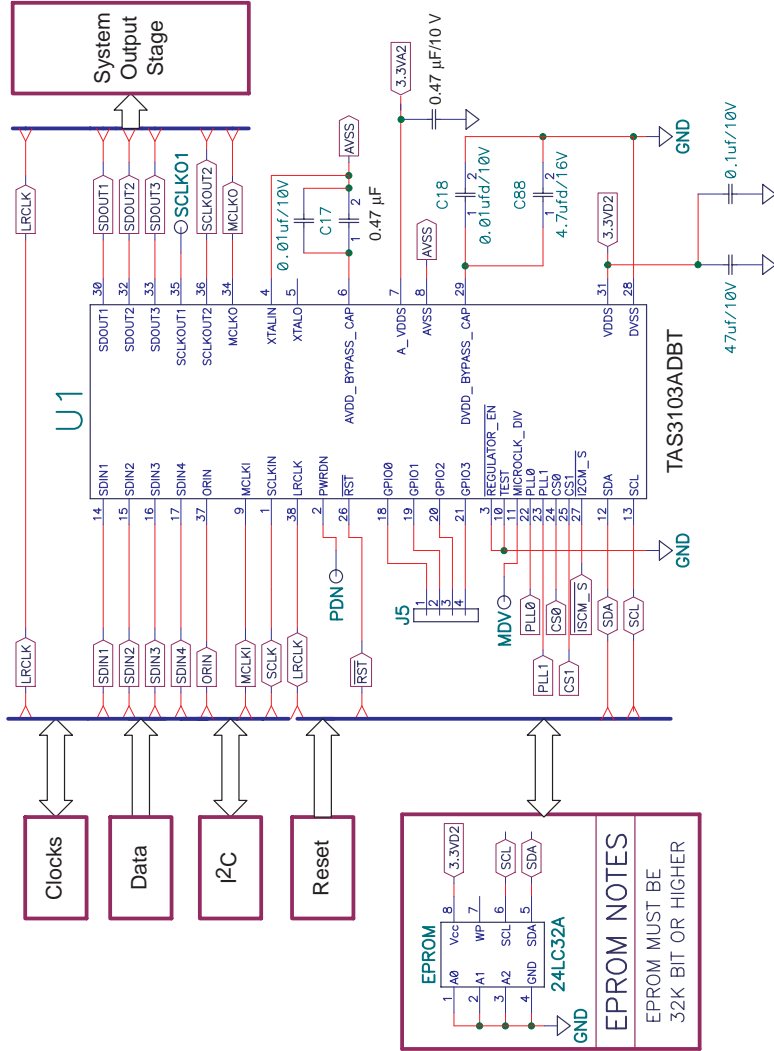 System
Output
Stage
Clocks
Data
I²C
Reset
LRCLK
LRCLK
U1
TAS3103ADBT
SDIN1
14
SDIN1
SDIN2
15
SDIN2
SDIN3
16
SDIN3
SDIN4
17
SDIN4
ORIN
37
ORIN
MCLKI
9
MCLKI
SCLK
1
SCLKIN
LRCLK
38
LRCLK
PDN
2
PWRDN
RST
26
RST
J5
1
2
3
4
18
GPIO0
19
GPIO1
20
GPIO2
21
GPIO3
3
REGULATOR_EN
10
TEST
MDV
11
MICROCLK_DIV
PLL0
22
PLL0
PLL1
23
PLL1
CS0
24
CS0
CS1
25
CS1
ISCM_S
27
I2CM_S
SDA
12
SDA
SCL
13
SCL
GND
SDOUT1
30
SDOUT1
SDOUT2
32
SDOUT2
SDOUT3
33
SDOUT3
SCLKOUT1
35
SCLKO1
SCLKOUT2
36
SCLKOUT2
MCLKO
34
MCLKO
XTALIN
4
XTALO
5
AVDD_BYPASS_CAP
6
0.01uf/10V
C17
1
2
0.47 µF
AVSS
A_VDDS
7
3.3VA2
0.47 µF/10 V
AVSS
8
AVSS
DVDD_BYPASS_CAP
29
C18
1
2
0.01ufd/10V
C88
1
2
4.7ufd/16V
GND
VDDS
31
3.3VD2
DVSS
28
47uf/10V
0.1uf/10V
EPROM
1
A0
2
A1
3
A2
4
GND
Vcc
8
3.3VD2
WP
7
SCL
6
SCL
SDA
5
SDA
24LC32A
GND
EPROM NOTES
EPROM MUST BE
32K BIT OR HIGHER